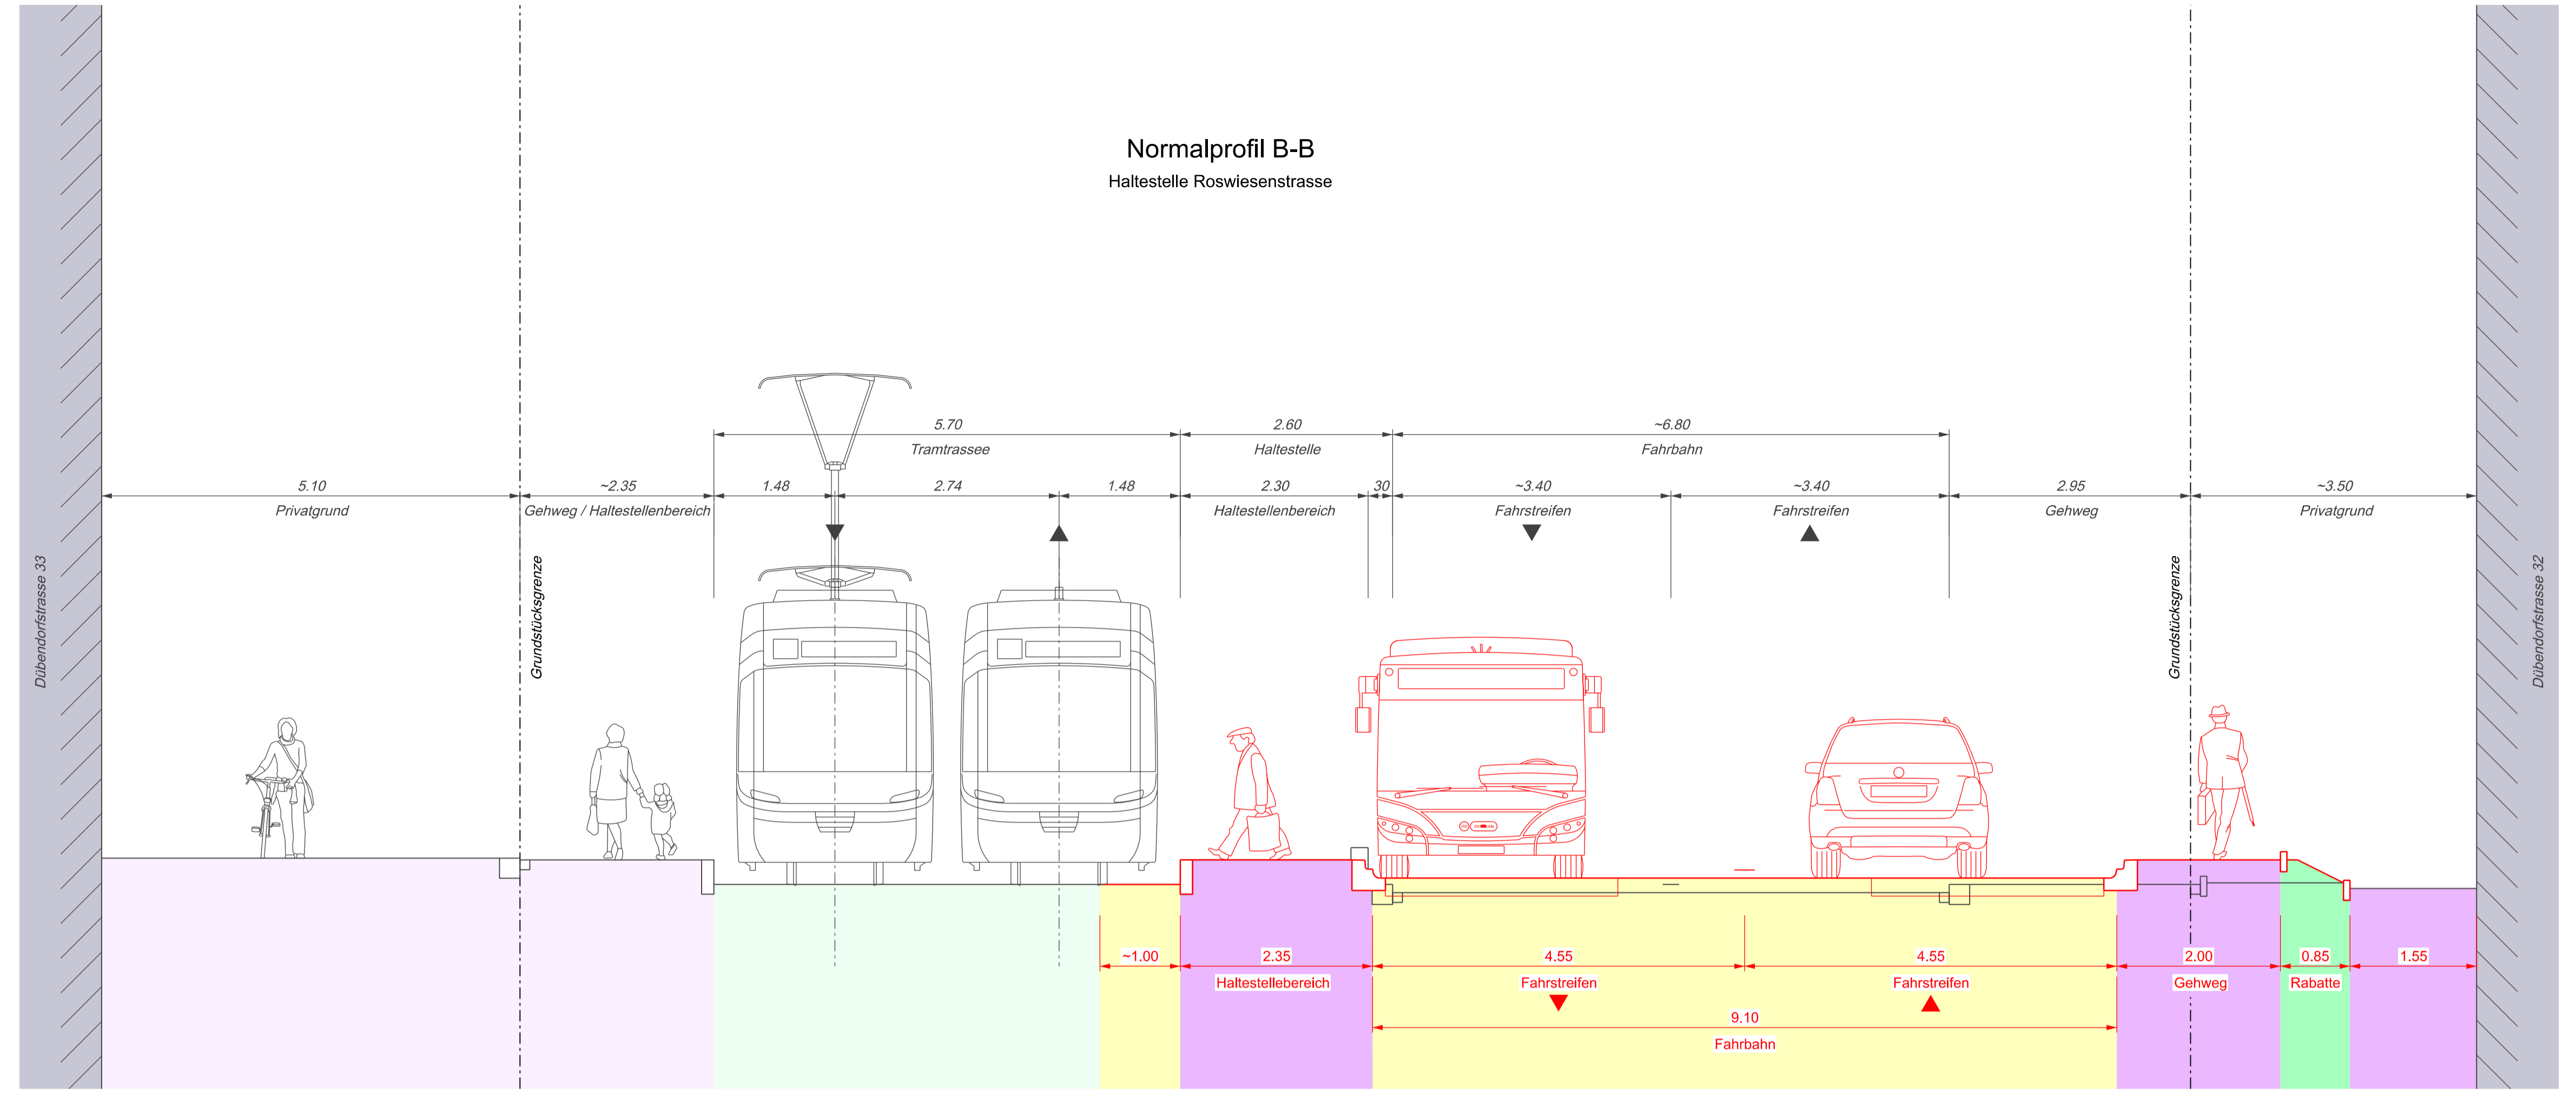 Normalprofil B-B
Haltestelle Roswiesenstrasse
5.70
2.60
~6.80
Tramtrassee
Haltestelle
Fahrbahn
5.10
~2.35
1.48
2.74
1.48
2.30
30
~3.40
~3.40
2.95
~3.50
Privatgrund
Gehweg / Haltestellenbereich
Haltestellenbereich
Fahrstreifen
Fahrstreifen
Gehweg
Privatgrund
Dübendorfstrasse 33
Grundstücksgrenze
Grundstücksgrenze
Dübendorfstrasse 32
~1.00
2.35
4.55
4.55
2.00
0.85
1.55
Haltestellebereich
Fahrstreifen
Fahrstreifen
Gehweg
Rabatte
9.10
Fahrbahn